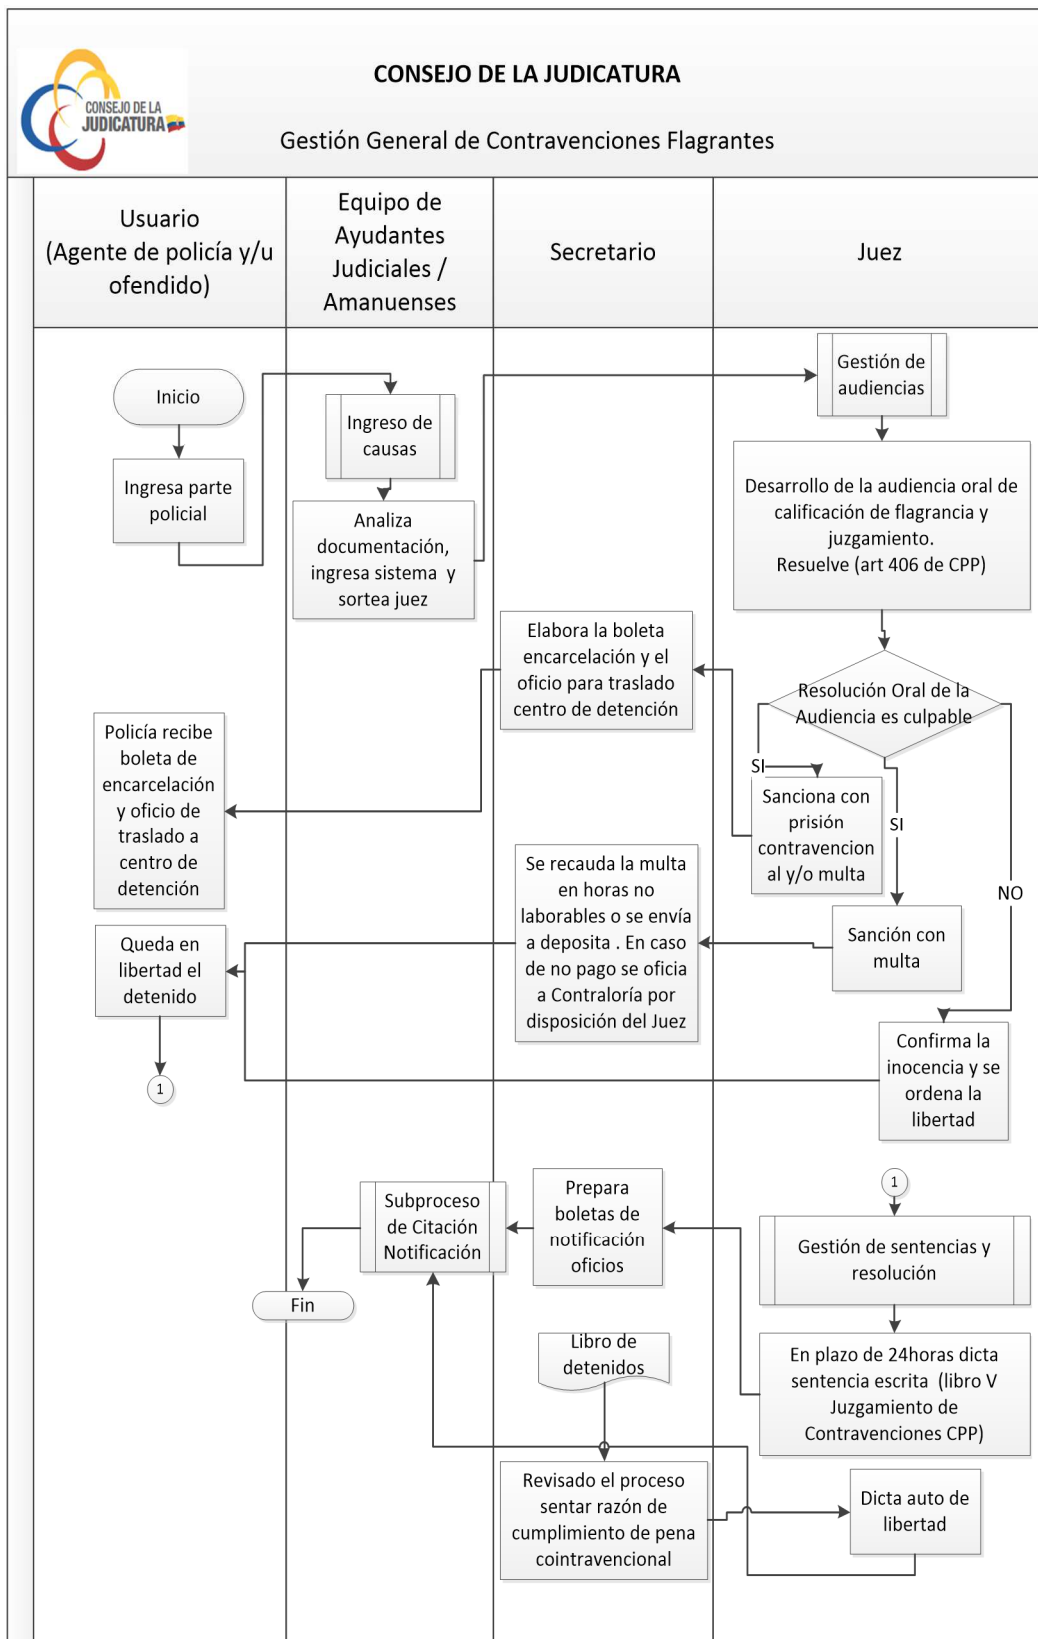 CONSEJO DE LA
JUDICATURA
CONSEJO DE LA JUDICATURA
Gestión General de Contravenciones Flagrantes
Usuario
(Agente de policía y/u
ofendido)
Equipo de
Ayudantes
Judiciales /
Amanuenses
Secretario
Juez
Inicio
Ingresa parte
policial
Ingreso de
causas
Analiza
documentación,
ingresa sistema y
sortea juez
Gestión de
audiencias
Desarrollo de la audiencia oral de
calificación de flagrancia y
juzgamiento.
Resuelve (art 406 de CPP)
Resolución Oral de la
Audiencia es culpable
SI
SI
NO
Sanciona con
prisión
contravencion
al y/o multa
Elabora la boleta
encarcelación y el
oficio para traslado
centro de detención
Policía recibe
boleta de
encarcelación
y oficio de
traslado a
centro de
detención
Sanción con
multa
Se recauda la multa
en horas no
laborables o se envía
a deposita . En caso
de no pago se oficia
a Contraloría por
disposición del Juez
Queda en
libertad el
detenido
1
Confirma la
inocencia y se
ordena la
libertad
1
Gestión de sentencias y
resolución
En plazo de 24horas dicta
sentencia escrita (libro V
Juzgamiento de
Contravenciones CPP)
Prepara
boletas de
notificación
oficios
Subproceso
de Citación
Notificación
Fin
Libro de
detenidos
Revisado el proceso
sentar razón de
cumplimiento de pena
cointravencional
Dicta auto de
libertad